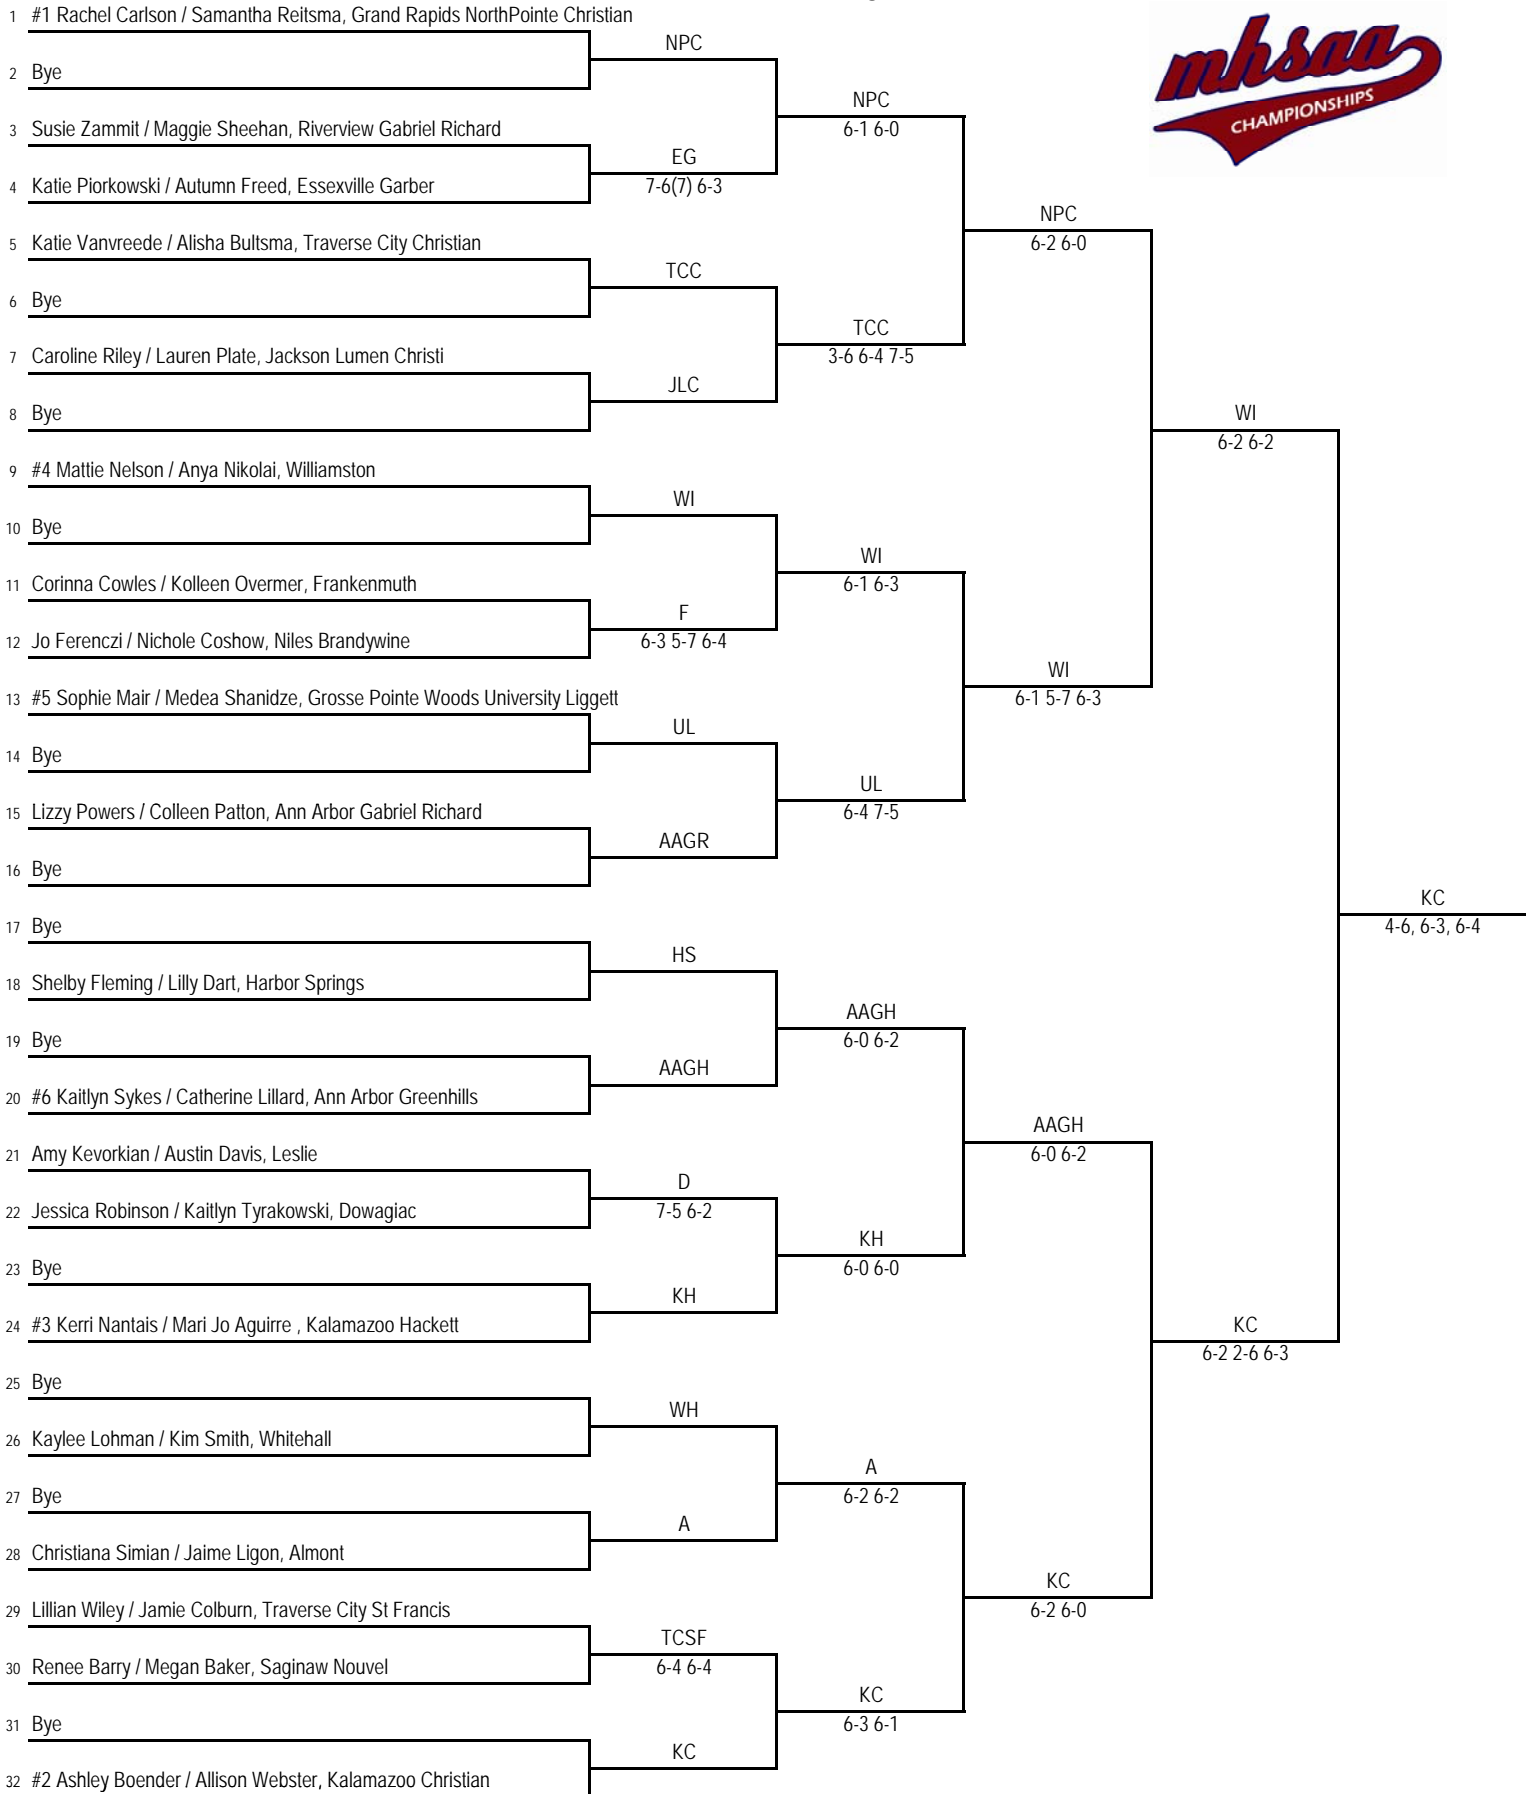 mhsaa
CHAMPIONSHIPS
1 #1 Rachel Carlson / Samantha Reitsma, Grand Rapids NorthPointe Christian
NPC
2 Bye
NPC
6-1 6-0
3 Susie Zammit / Maggie Sheehan, Riverview Gabriel Richard
EG
7-6(7) 6-3
4 Katie Piorkowski / Autumn Freed, Essexville Garber
NPC
6-2 6-0
5 Katie Vanvreede / Alisha Bultsma, Traverse City Christian
TCC
6 Bye
TCC
3-6 6-4 7-5
7 Caroline Riley / Lauren Plate, Jackson Lumen Christi
JLC
8 Bye
WI
6-2 6-2
9 #4 Mattie Nelson / Anya Nikolai, Williamston
WI
10 Bye
WI
6-1 6-3
11 Corinna Cowles / Kolleen Overmer, Frankenmuth
F
6-3 5-7 6-4
12 Jo Ferenczi / Nichole Coshow, Niles Brandywine
WI
6-1 5-7 6-3
13 #5 Sophie Mair / Medea Shanidze, Grosse Pointe Woods University Liggett
UL
14 Bye
UL
6-4 7-5
15 Lizzy Powers / Colleen Patton, Ann Arbor Gabriel Richard
AAGR
16 Bye
KC
4-6, 6-3, 6-4
17 Bye
HS
18 Shelby Fleming / Lilly Dart, Harbor Springs
AAGH
6-0 6-2
19 Bye
AAGH
20 #6 Kaitlyn Sykes / Catherine Lillard, Ann Arbor Greenhills
AAGH
6-0 6-2
21 Amy Kevorkian / Austin Davis, Leslie
D
7-5 6-2
22 Jessica Robinson / Kaitlyn Tyrakowski, Dowagiac
KH
6-0 6-0
23 Bye
KH
24 #3 Kerri Nantais / Mari Jo Aguirre , Kalamazoo Hackett
KC
6-2 2-6 6-3
25 Bye
WH
26 Kaylee Lohman / Kim Smith, Whitehall
A
6-2 6-2
27 Bye
A
28 Christiana Simian / Jaime Ligon, Almont
KC
6-2 6-0
29 Lillian Wiley / Jamie Colburn, Traverse City St Francis
TCSF
6-4 6-4
30 Renee Barry / Megan Baker, Saginaw Nouvel
KC
6-3 6-1
31 Bye
KC
32 #2 Ashley Boender / Allison Webster, Kalamazoo Christian